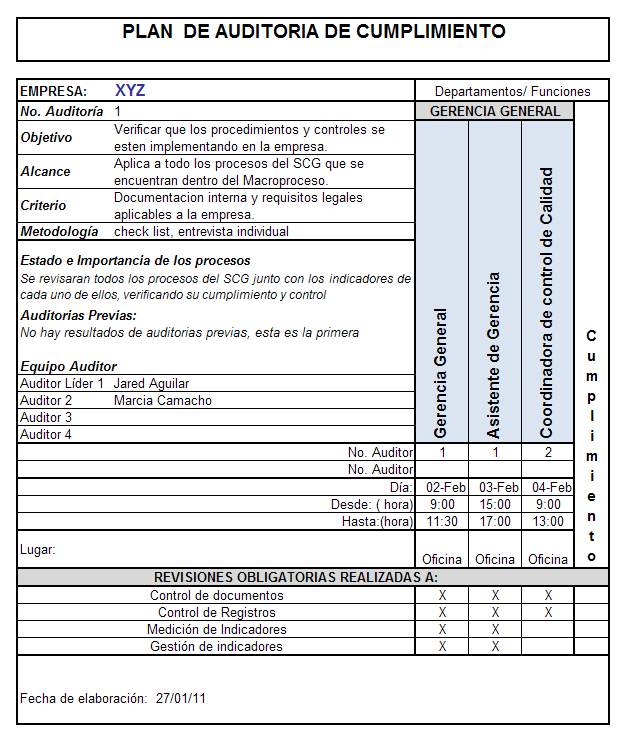 PLAN  DE AUDITORIA DE CUMPLIMIENTO
EMPRESA: XYZ
Departamentos/ Funciones
No. Auditoría 1
GERENCIA GENERAL
Objetivo
Verificar que los procedimientos y controles se
esten implementando en la empresa.
Alcance
Aplica a todo los procesos del SCG que se
encuentran dentro del Macroproceso.
Criterio
Documentacion interna y requisitos legales
aplicables a la empresa.
Metodología check list, entrevista individual
Estado e Importancia de los procesos
Se revisaran todos los procesos del SCG junto con los indicadores de
cada uno de ellos, verificando su cumplimiento y control
Auditorias Previas:
No hay resultados de auditorias previas, esta es la primera
Equipo Auditor
Auditor Líder 1 Jared Aguilar
Auditor 2 Marcia Camacho
Auditor 3
Auditor 4
Gerencia General
Asistente de Gerencia
Coordinadora de control de Calidad
Cumplimiento
No. Auditor 1 1 2
No. Auditor
Día: 02-Feb 03-Feb 04-Feb
Desde: ( hora) 9:00 15:00 9:00
Hasta:(hora) 11:30 17:00 13:00
Lugar: Oficina Oficina Oficina
REVISIONES OBLIGATORIAS REALIZADAS A:
Control de documentos X X X
Control de Registros X X X
Medición de Indicadores X X
Gestión de indicadores X X
Fecha de elaboración: 27/01/11